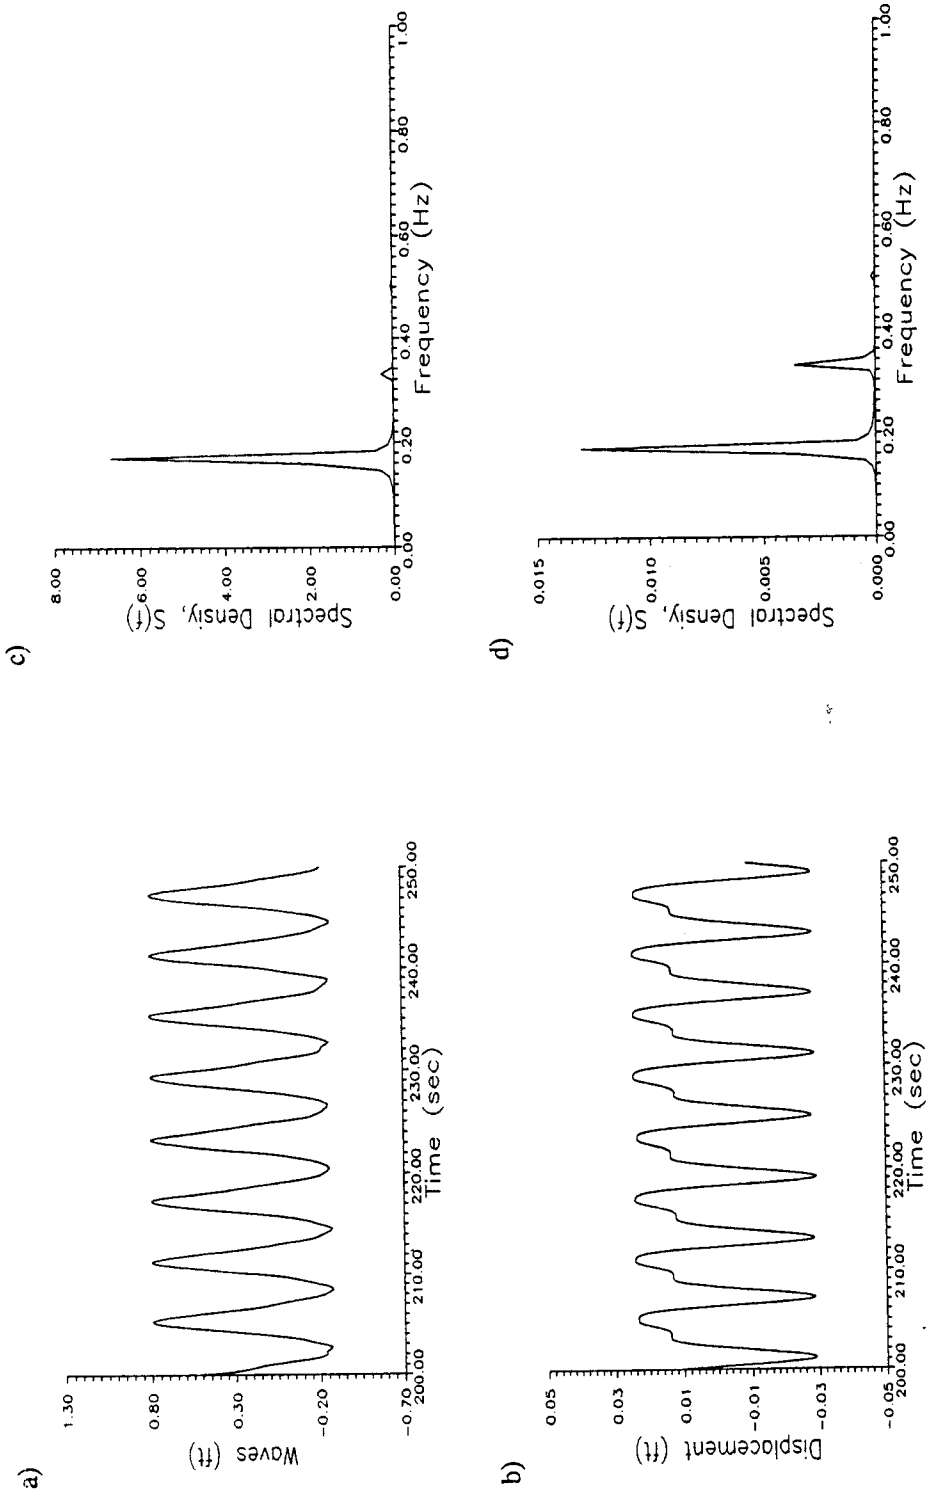 a)
Waves (ft)
1.30
0.80
0.30
-0.20
-0.70
200.00 210.00 220.00 230.00 240.00 250.00
Time (sec)
b)
Displacement (ft)
0.05
0.03
0.01
-0.01
-0.03
-0.05
200.00 210.00 220.00 230.00 240.00 250.00
Time (sec)
c)
Spectral Densiy, S(f)
8.00
6.00
4.00
2.00
0.00
0.00 0.20 0.40 0.60 0.80 1.00
Frequency (Hz)
d)
Spectral Densiy, S(f)
0.015
0.010
0.005
0.000
0.00 0.20 0.40 0.60 0.80 1.00
Frequency (Hz)